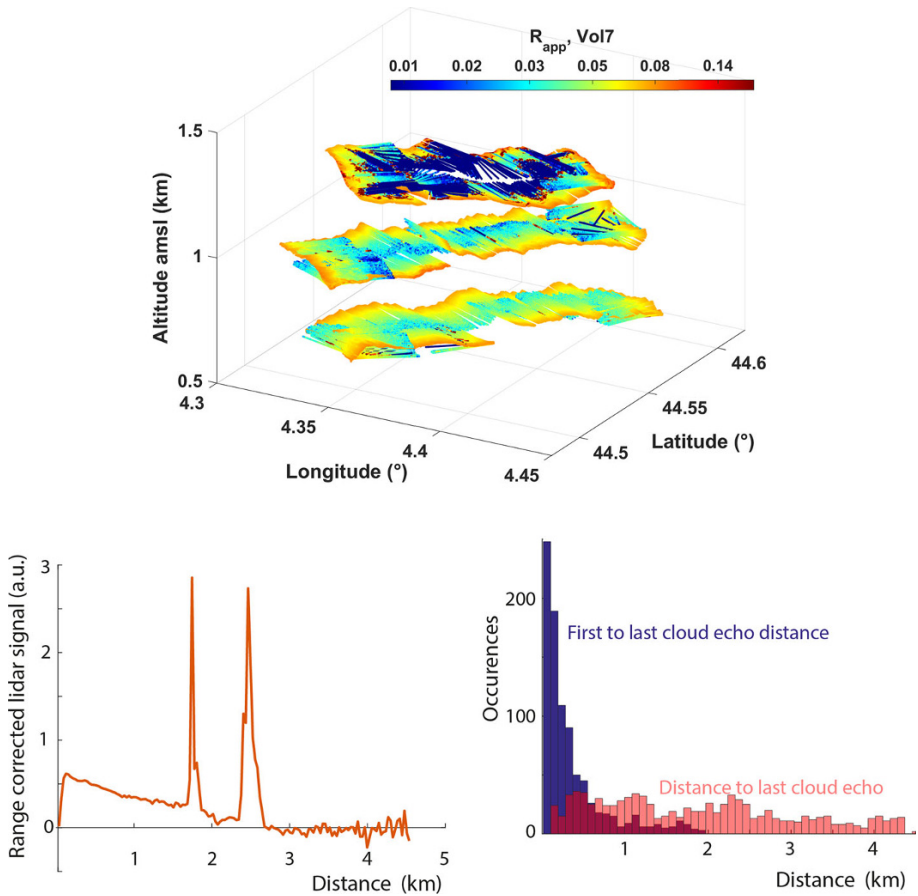 R_app, Vol7
0.01 0.02 0.03 0.05 0.08 0.14
1.5
1
0.5
Altitude amsl (km)
4.3
4.35
4.4
4.45
Longitude (°)
44.5
44.55
44.6
Latitude (°)
Range corrected lidar signal (a.u.)
3
2
1
0
1 2 3 4 5
Distance (km)
Occurences
200
100
0
First to last cloud echo distance
Distance to last cloud echo
1 2 3 4
Distance (km)